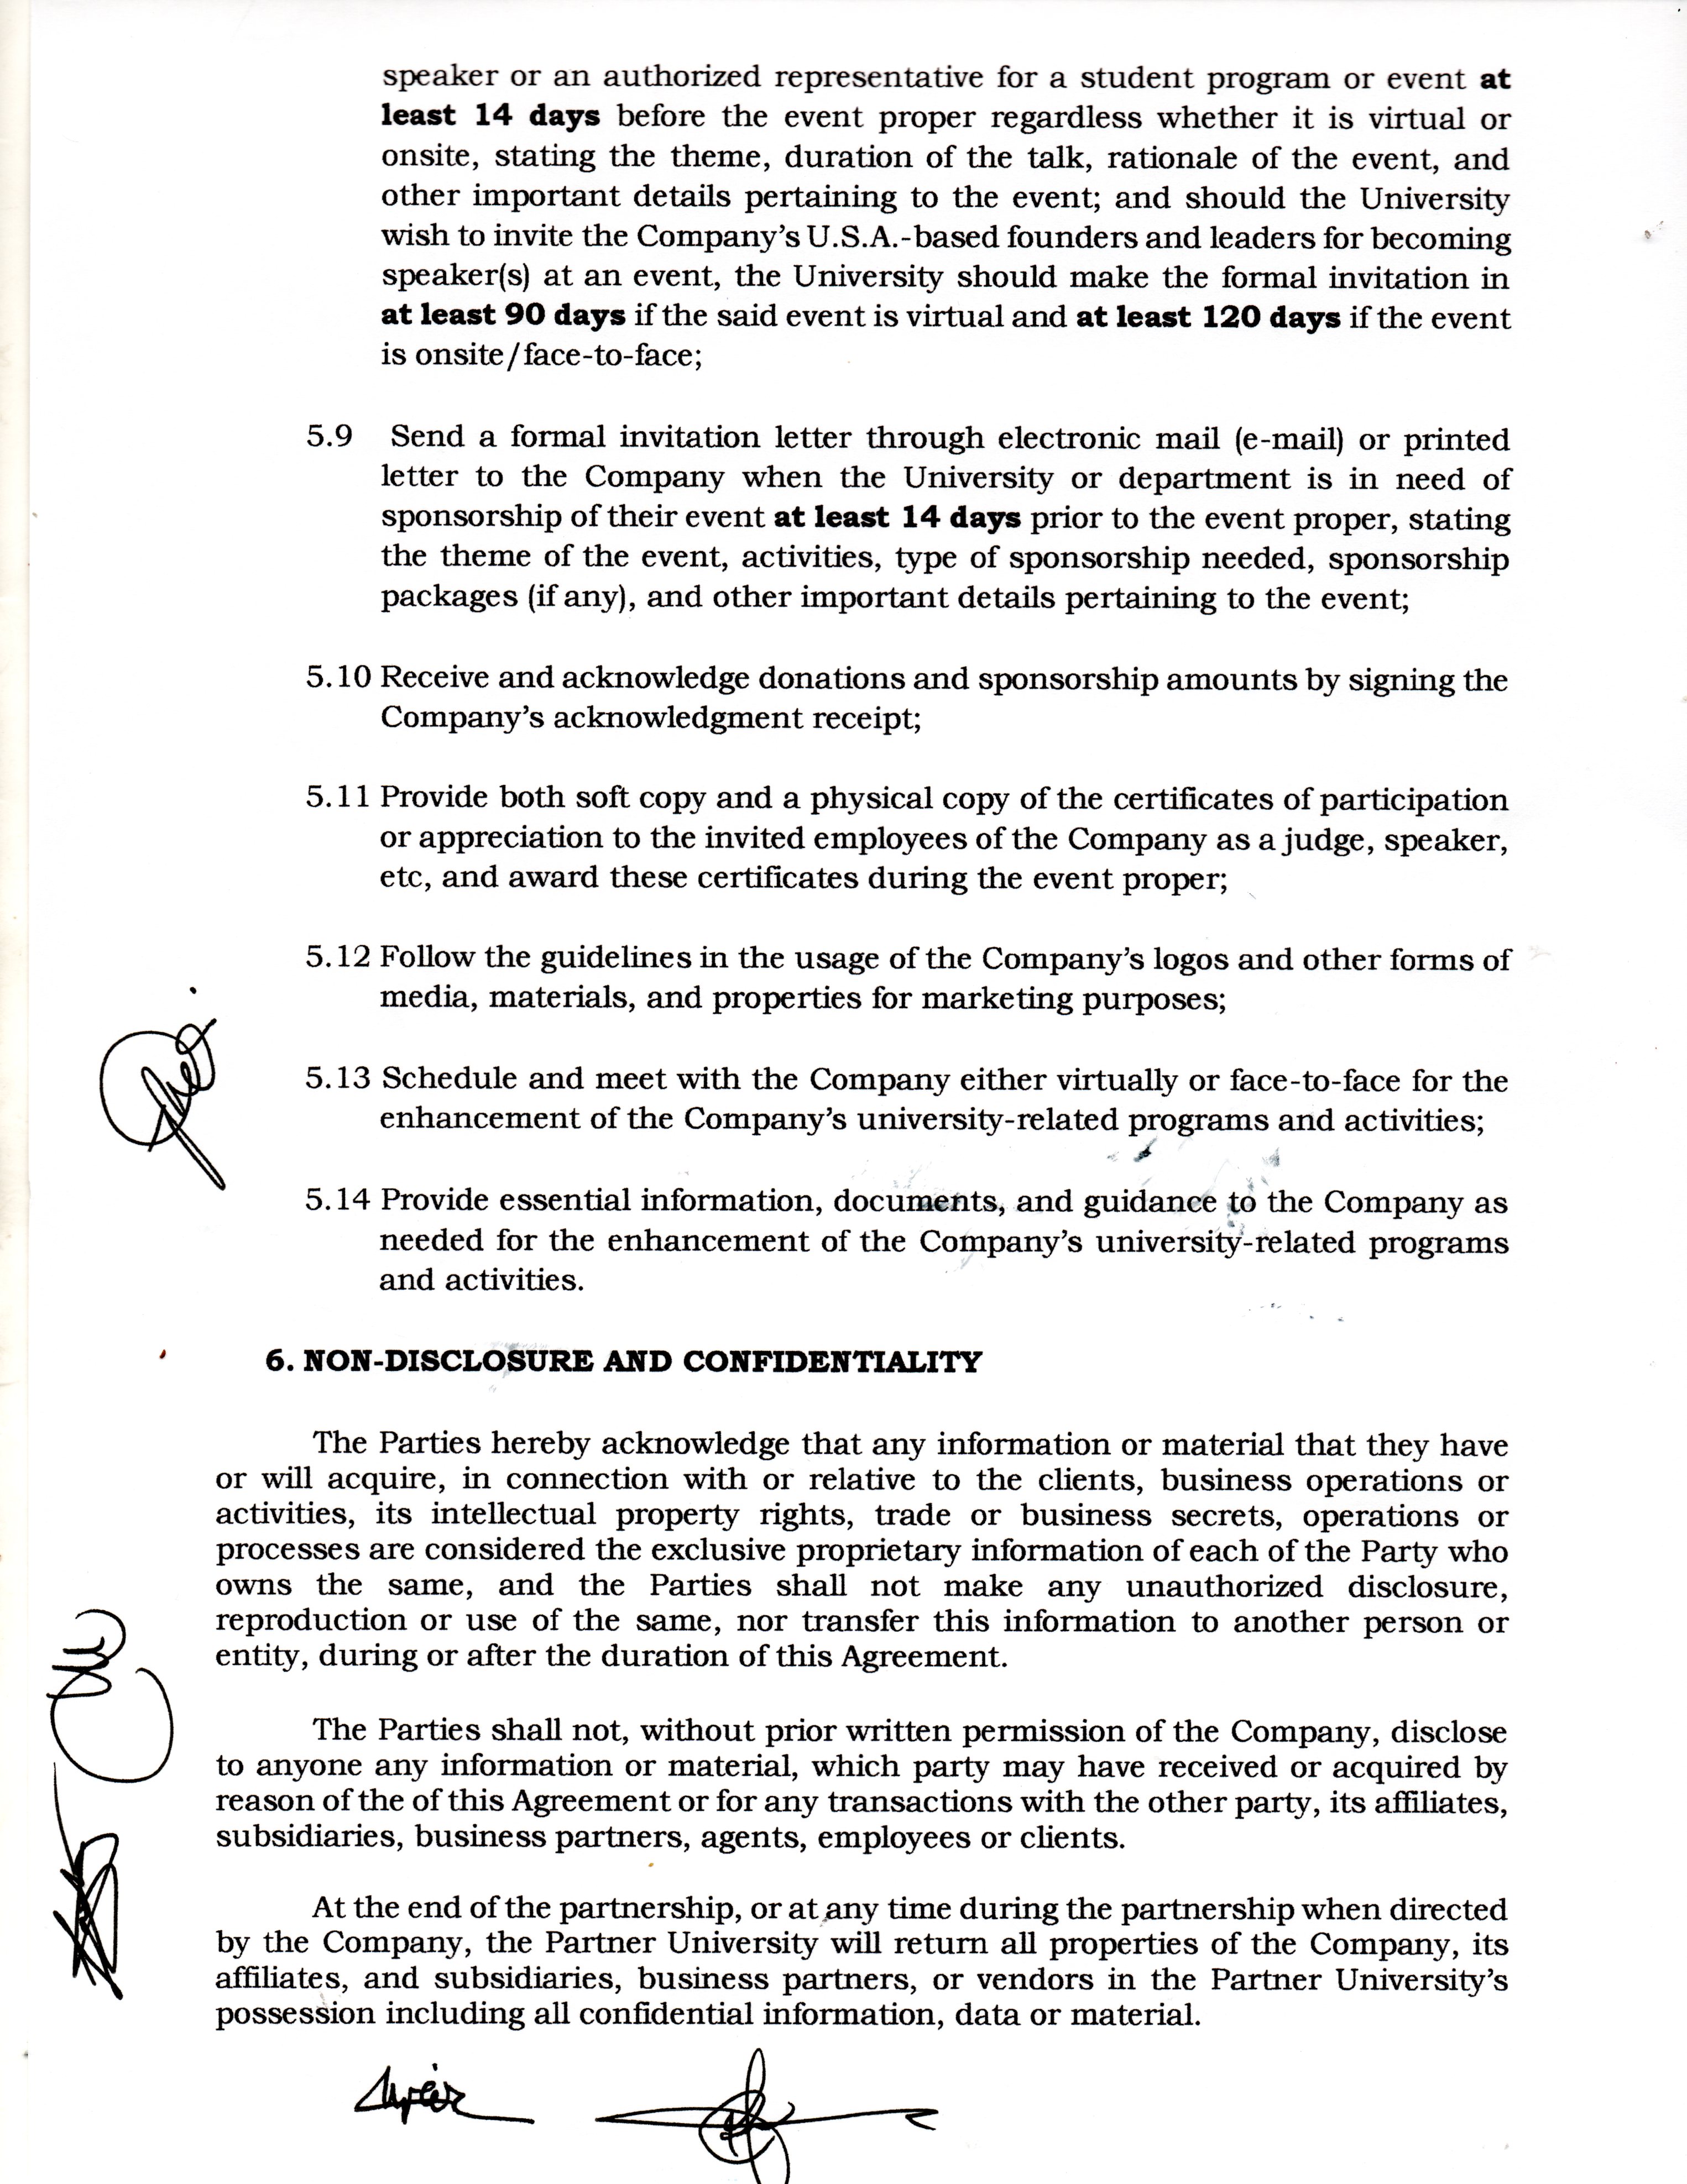 speaker or an authorized representative for a student program or event at
least 14 days before the event proper regardless whether it is virtual or
onsite, stating the theme, duration of the talk, rationale of the event, and
other important details pertaining to the event; and should the University
wish to invite the Company's U.S.A.-based founders and leaders for becoming
speaker(s) at an event, the University should make the formal invitation in
at least 90 days if the said event is virtual and at least 120 days if the event
is onsite/face-to-face;
5.9 Send a formal invitation letter through electronic mail (e-mail) or printed
letter to the Company when the University or department is in need of
sponsorship of their event at least 14 days prior to the event proper, stating
the theme of the event, activities, type of sponsorship needed, sponsorship
packages (if any), and other important details pertaining to the event;
5.10 Receive and acknowledge donations and sponsorship amounts by signing the
Company's acknowledgment receipt;
5.11 Provide both soft copy and a physical copy of the certificates of participation
or appreciation to the invited employees of the Company as a judge, speaker,
etc, and award these certificates during the event proper;
5.12 Follow the guidelines in the usage of the Company's logos and other forms of
media, materials, and properties for marketing purposes;
5.13 Schedule and meet with the Company either virtually or face-to-face for the
enhancement of the Company's university-related programs and activities;
5.14 Provide essential information, documents, and guidance to the Company as
needed for the enhancement of the Company's university-related programs
and activities.
6. NON-DISCLOSURE AND CONFIDENTIALITY
The Parties hereby acknowledge that any information or material that they have
or will acquire, in connection with or relative to the clients, business operations or
activities, its intellectual property rights, trade or business secrets, operations or
processes are considered the exclusive proprietary information of each of the Party who
owns the same, and the Parties shall not make any unauthorized disclosure,
reproduction or use of the same, nor transfer this information to another person or
entity, during or after the duration of this Agreement.
The Parties shall not, without prior written permission of the Company, disclose
to anyone any information or material, which party may have received or acquired by
reason of the of this Agreement or for any transactions with the other party, its affiliates,
subsidiaries, business partners, agents, employees or clients.
At the end of the partnership, or at any time during the partnership when directed
by the Company, the Partner University will return all properties of the Company, its
affiliates, and subsidiaries, business partners, or vendors in the Partner University's
possession including all confidential information, data or material.